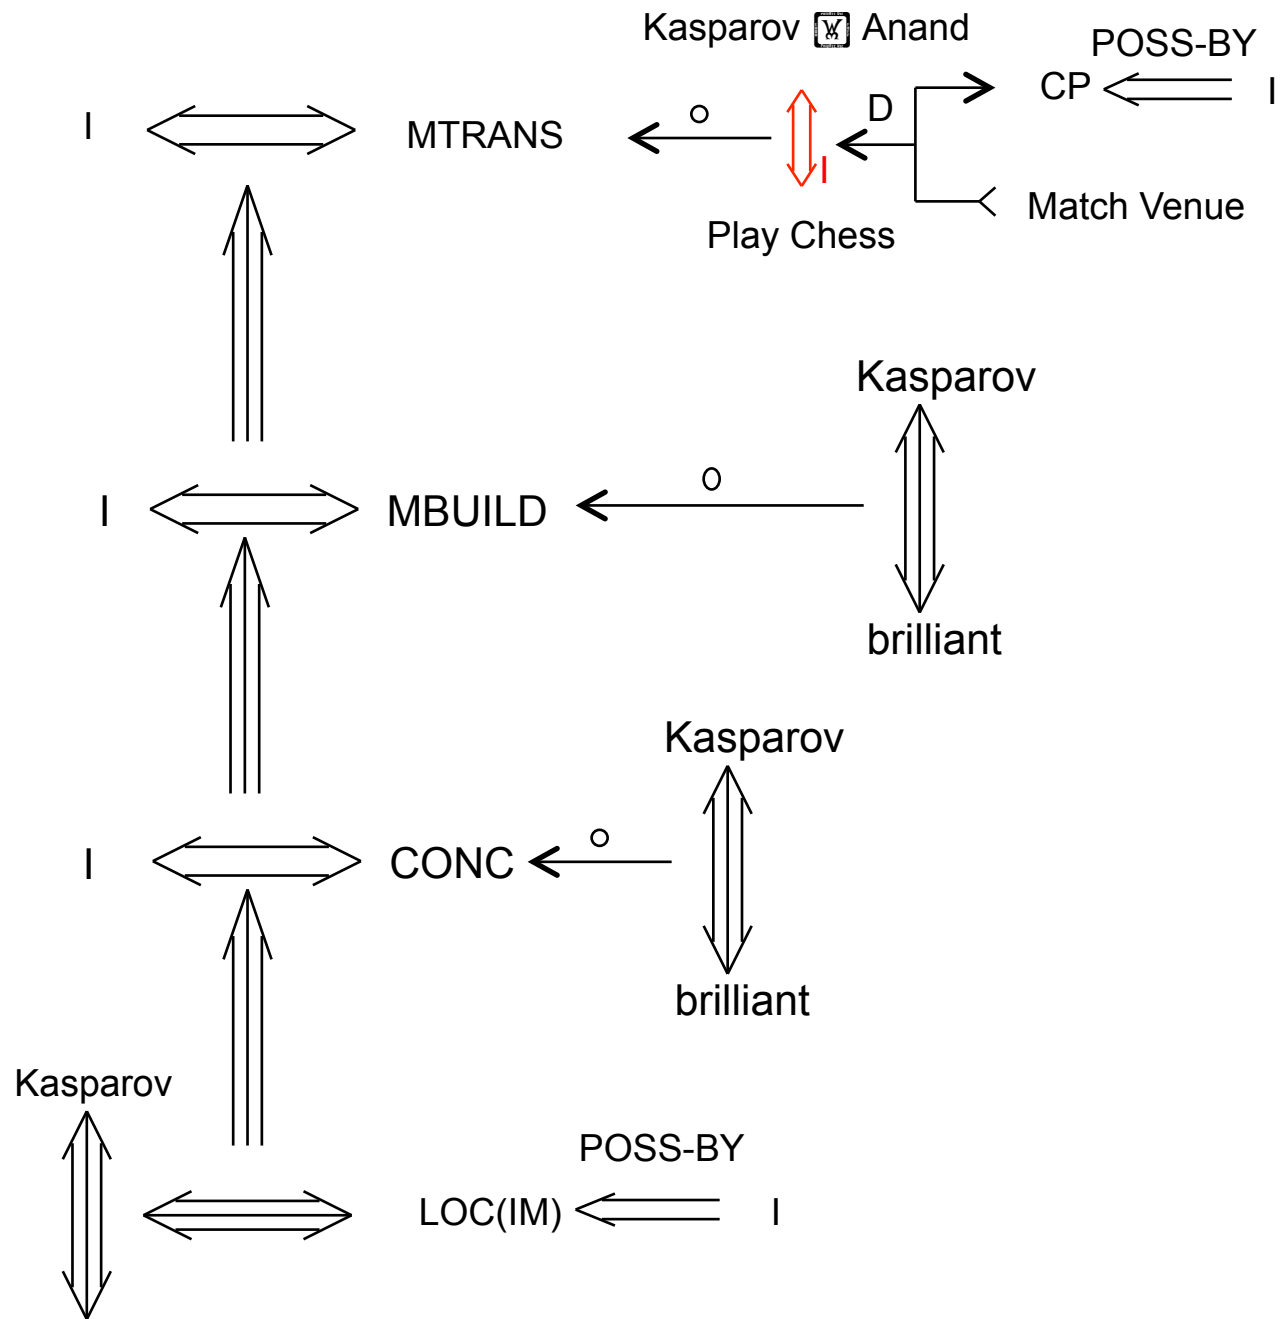 Kasparov Anand
POSS-BY
I MTRANS o I D CP I
Match Venue
Play Chess
Kasparov
I MBUILD o
brilliant
Kasparov
I CONC o
brilliant
Kasparov
POSS-BY
LOC(IM) I